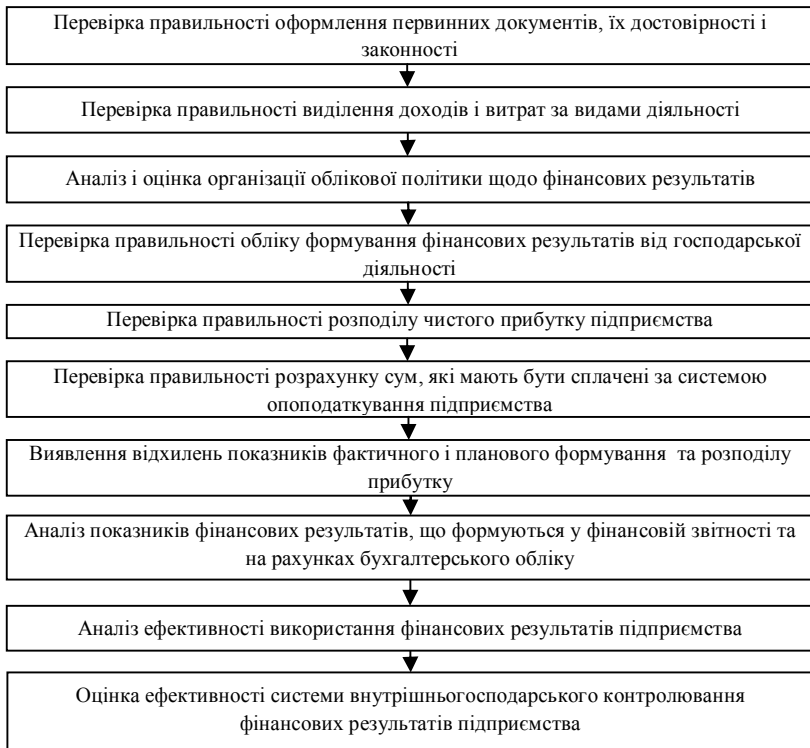 Перевірка правильності оформлення первинних документів, їх достовірності і
законності
Перевірка правильності виділення доходів і витрат за видами діяльності
Аналіз і оцінка організації облікової політики щодо фінансових результатів
Перевірка правильності обліку формування фінансових результатів від господарської
діяльності
Перевірка правильності розподілу чистого прибутку підприємства
Перевірка правильності розрахунку сум, які мають бути сплачені за системою
опоподаткування підприємства
Виявлення відхилень показників фактичного і планового формування та розподілу
прибутку
Аналіз показників фінансових результатів, що формуються у фінансовій звітності та
на рахунках бухгалтерського обліку
Аналіз ефективності використання фінансових результатів підприємства
Оцінка ефективності системи внутрішньогосподарського контролювання
фінансових результатів підприємства